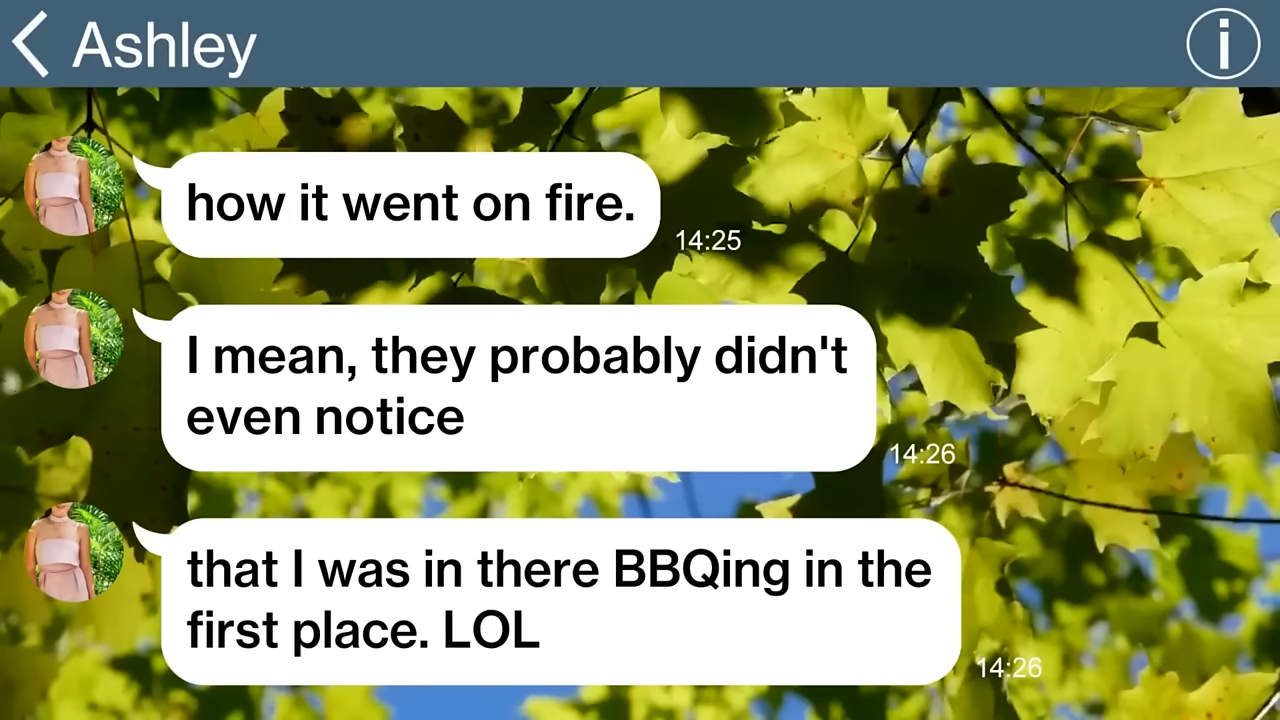 Ashley
how it went on fire.
14:25
I mean, they probably didn't
even notice
14:26
that I was in there BBQing in the
first place. LOL
14:26